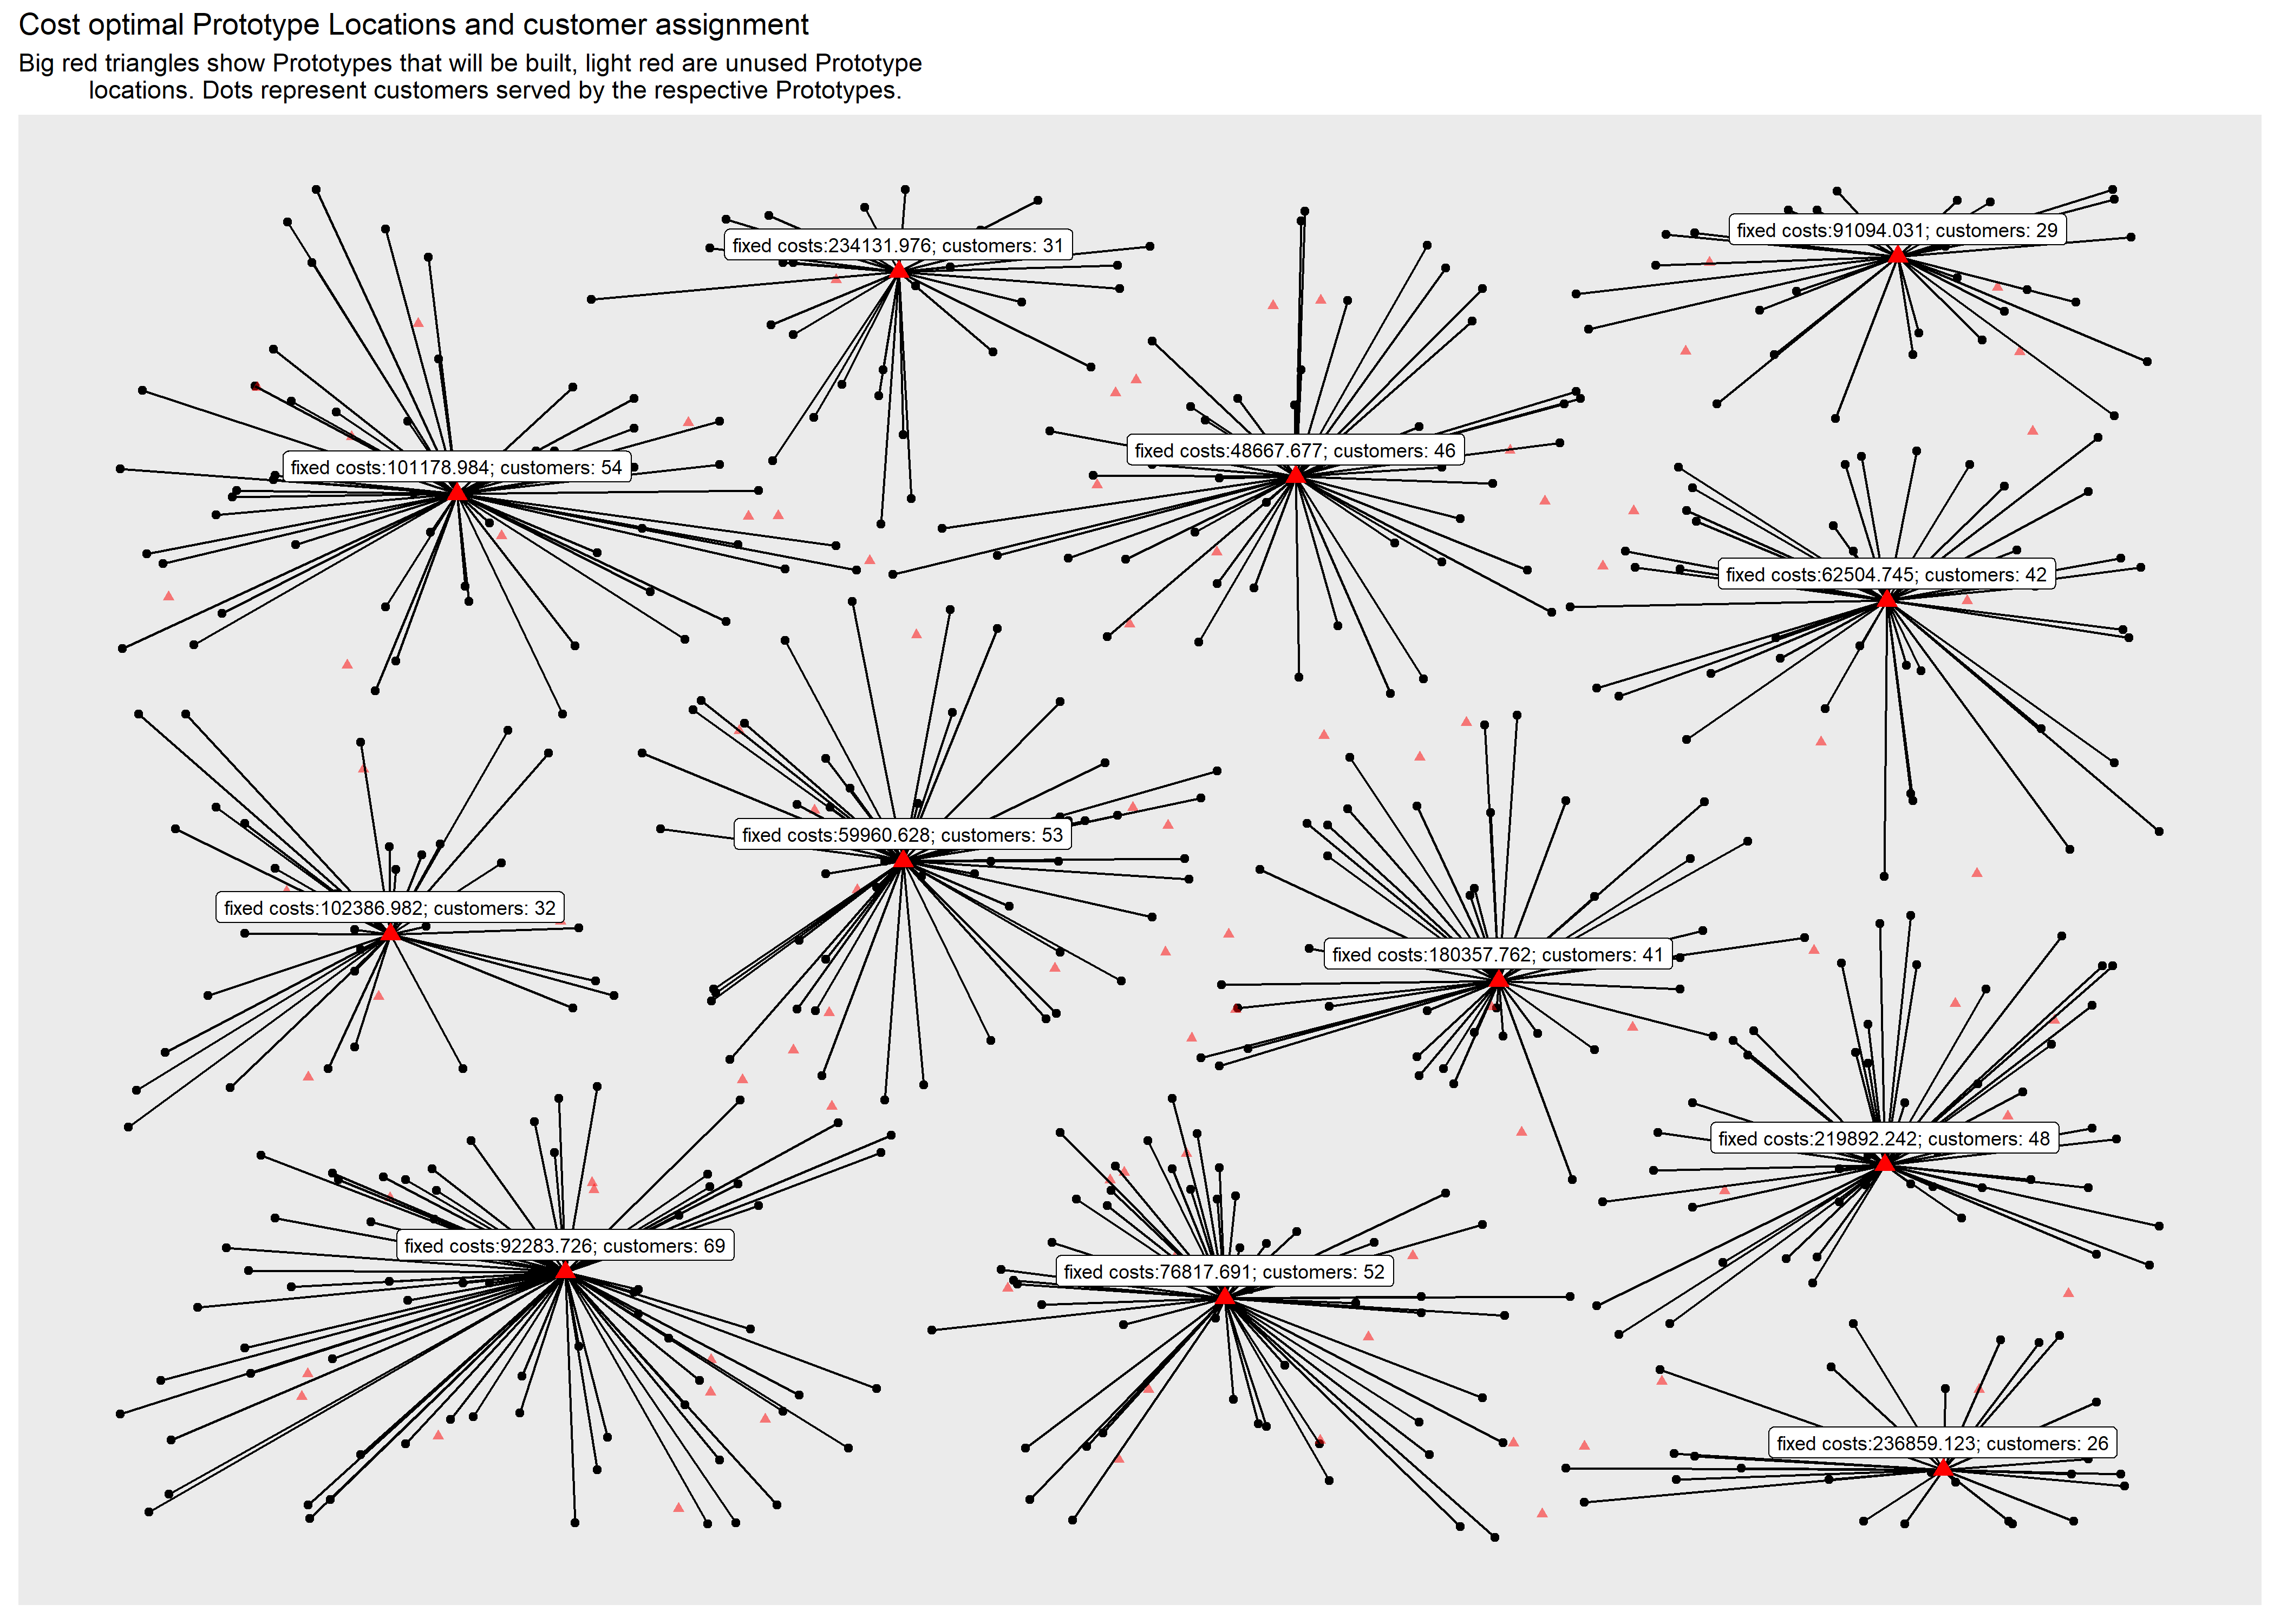 Cost optimal Prototype Locations and customer assignment
Big red triangles show Prototypes that will be built, light red are unused Prototype
locations. Dots represent customers served by the respective Prototypes.
fixed costs:91094.031; customers: 29
fixed costs:234131.976; customers: 31
fixed costs:48667.677; customers: 46
fixed costs:101178.984; customers: 54
fixed costs:62504.745; customers: 42
fixed costs:59960.628; customers: 53
fixed costs:102386.982; customers: 32
fixed costs:180357.762; customers: 41
fixed costs:219892.242; customers: 48
fixed costs:92283.726; customers: 69
fixed costs:76817.691; customers: 52
fixed costs:236859.123; customers: 26